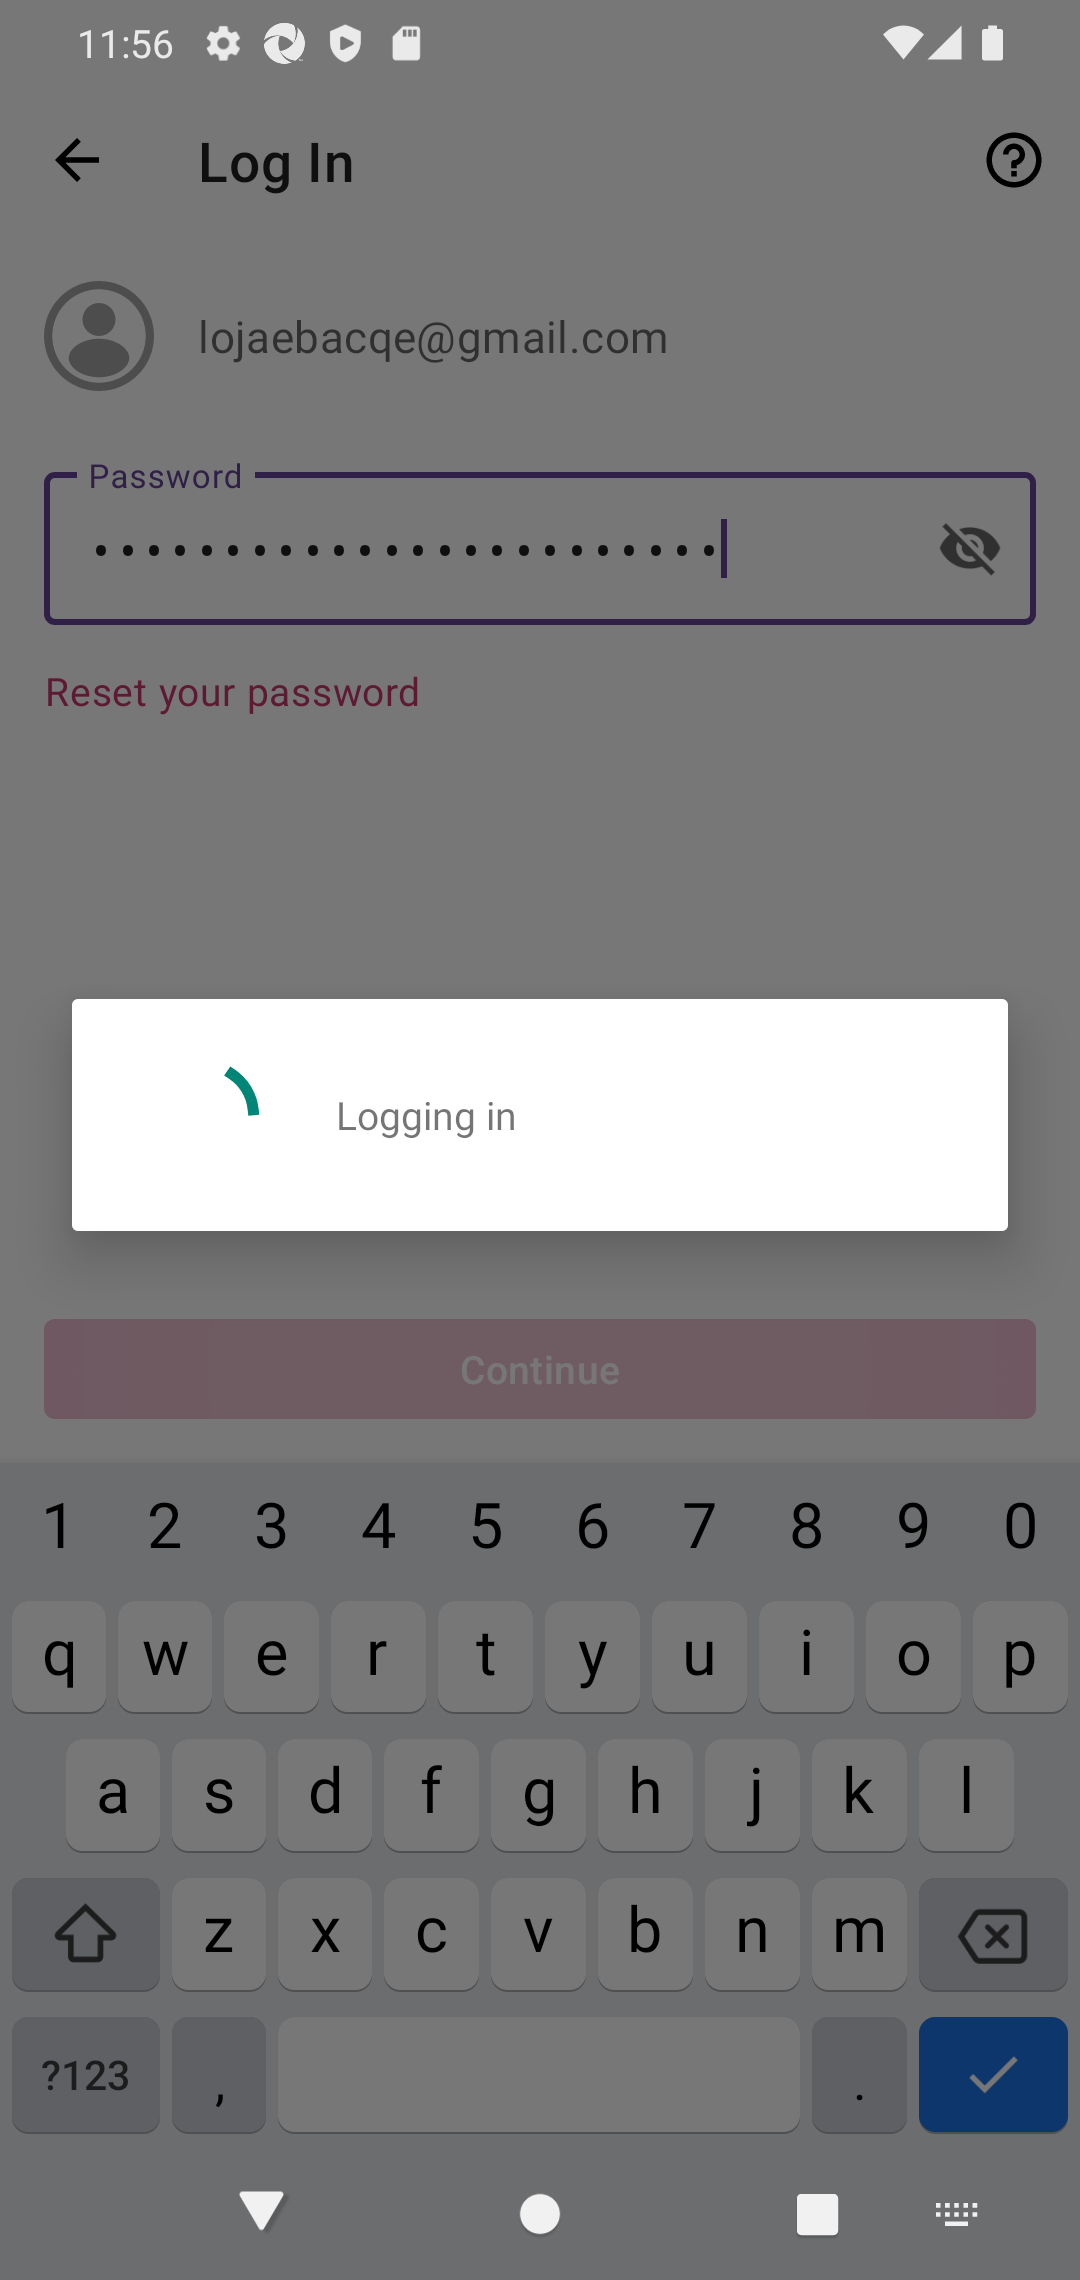 11:56
Log In
lojaebacqe@gmail.com
Password
••••••••••••••••••••••••
Reset your password
Logging in
Continue
1 2 3 4 5 6 7 8 9 0
q w e r t y u i o p
a s d f g h j k l
z x c v b n m
?123 , .